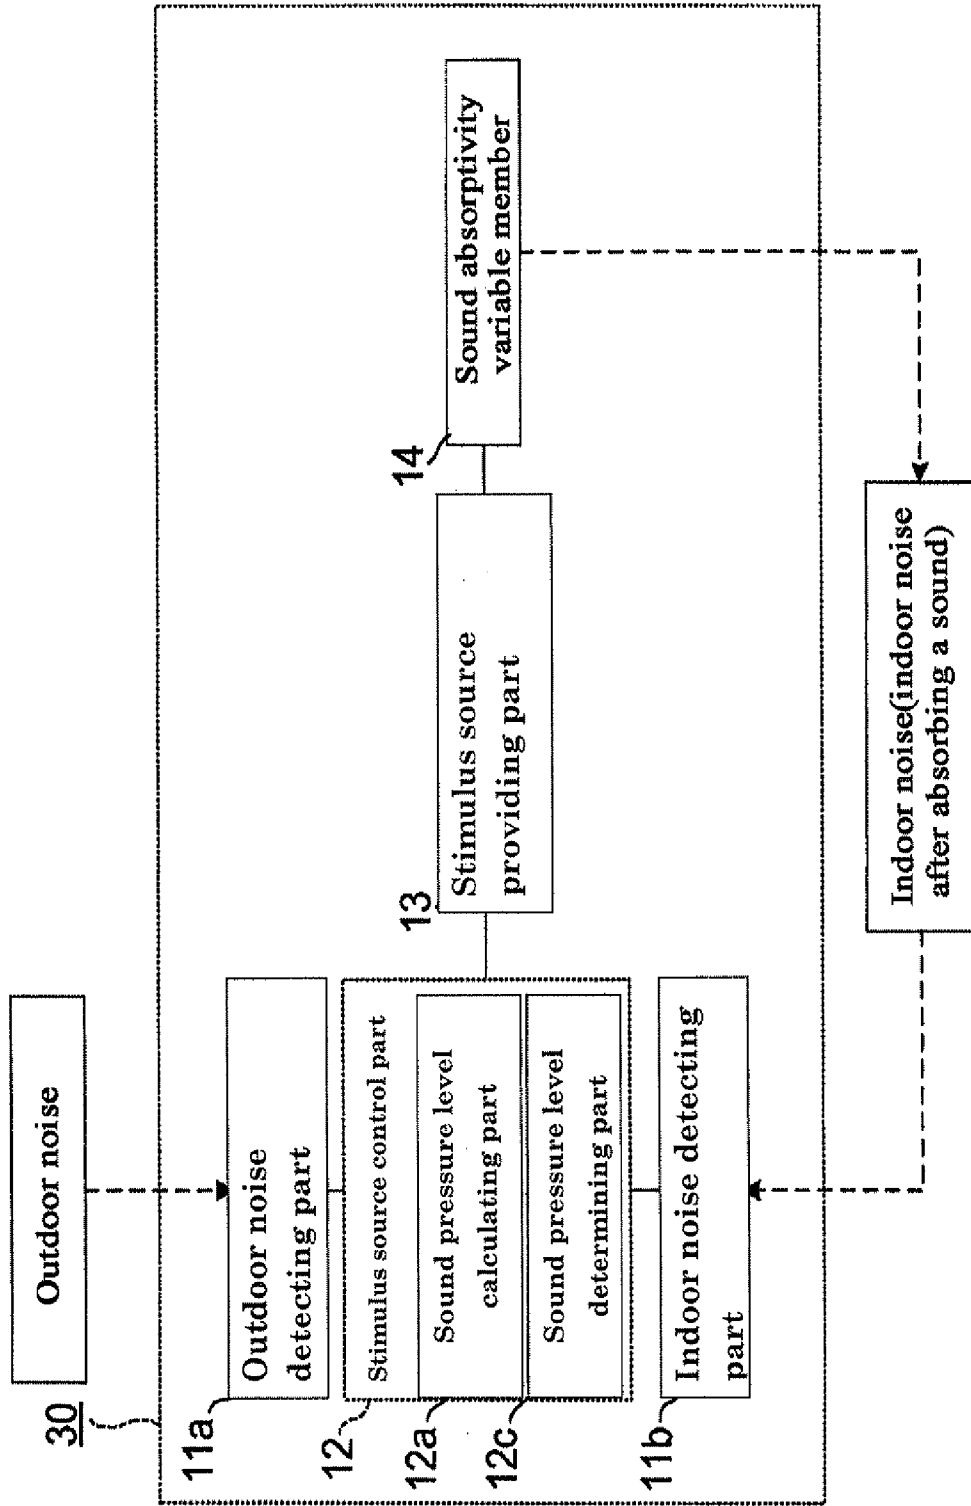 Outdoor noise
30
11a
Outdoor noise
detecting part
12
Stimulus source control part
12a
Sound pressure level
calculating part
12c
Sound pressure level
determining part
11b
Indoor noise detecting
part
13
Stimulus source
providing part
14
Sound absorptivity
variable member
Indoor noise(indoor noise
after absorbing a sound)